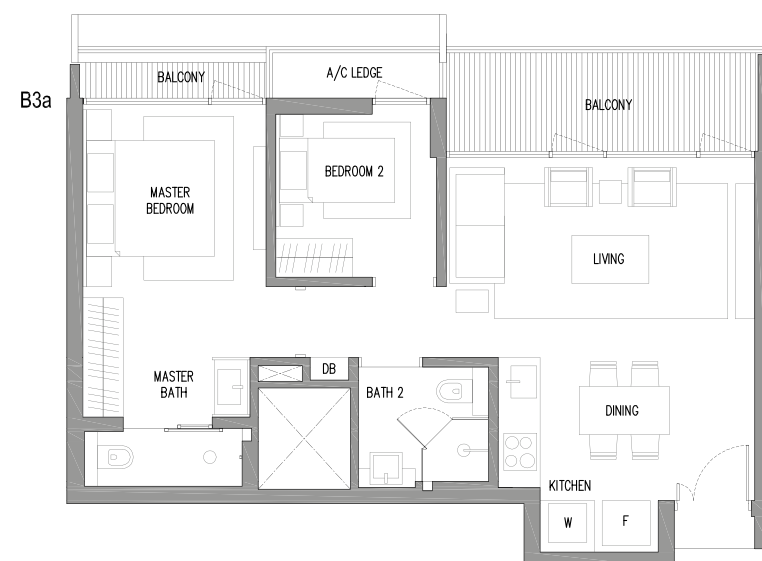 B3a
BALCONY
A/C LEDGE
BALCONY
MASTER
BEDROOM
BEDROOM 2
LIVING
MASTER
BATH
DB
BATH 2
DINING
KITCHEN
W
F